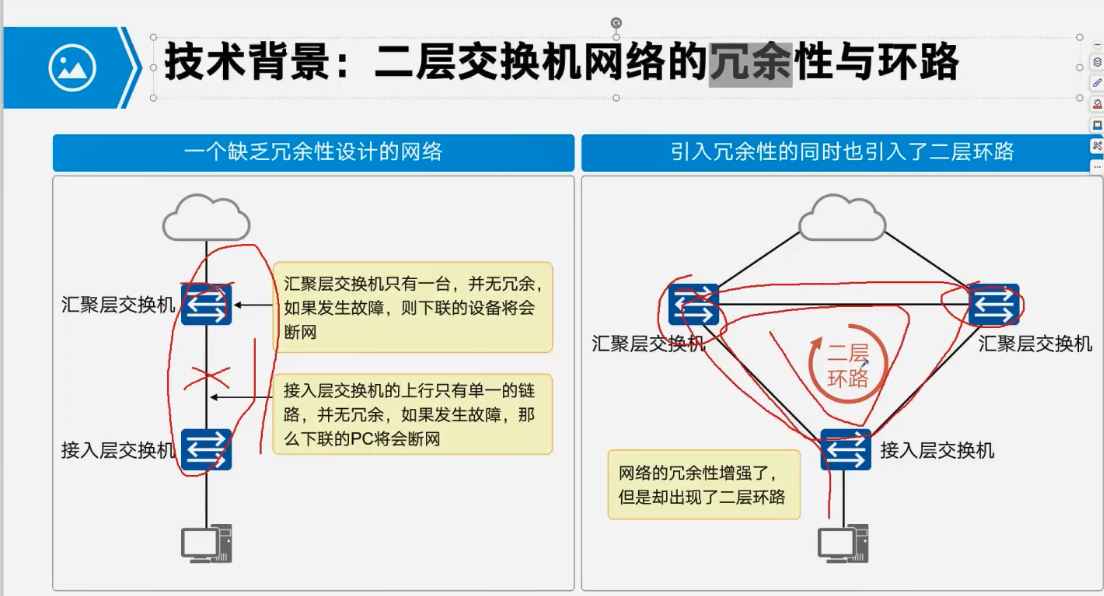 技术背景：二层交换机网络的冗余性与环路
一个缺乏冗余性设计的网络
汇聚层交换机
汇聚层交换机只有一台，并无冗余，
如果发生故障，则下联的设备将会
断网
接入层交换机的上行只有单一的链
路，并无冗余，如果发生故障，那
么下联的PC将会断网
接入层交换机
引入冗余性的同时也引入了二层环路
汇聚层交换机
汇聚层交换机
二层
环路
接入层交换机
网络的冗余性增强了，
但是却出现了二层环路